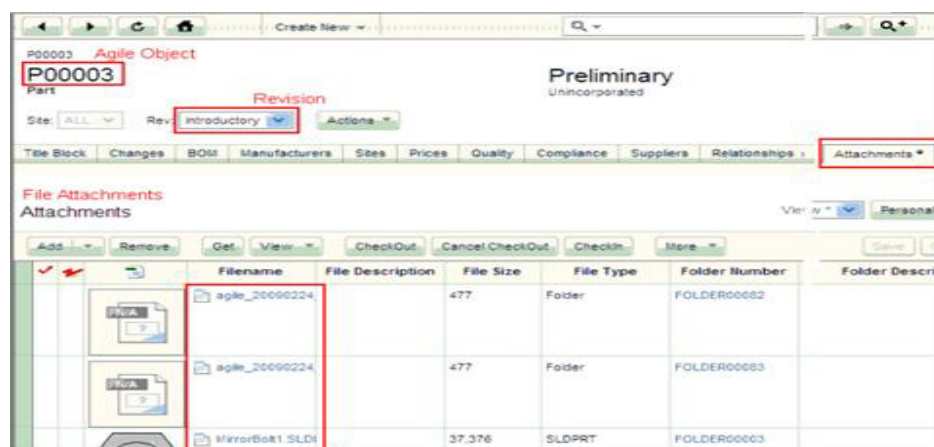 Create New
P00003 Agile Object
P00003
Part
Preliminary
Unincorporated
Revision
Site: ALL Rev: Introductory Actions
Title Block Changes BOM Manufacturers Sites Prices Quality Compliance Suppliers Relationships Attachments
File Attachments
Attachments
Personal
Add Remove Get View CheckOut Cancel CheckOut CheckIn More Save
Filename File Description File Size File Type Folder Number Folder Descri
agile_20090224 477 Folder FOLDER00082
N/A
agile_20090224 477 Folder FOLDER00083
N/A
MirrorBolt1 SLD 37,376 SLDPRT FOLDER00003